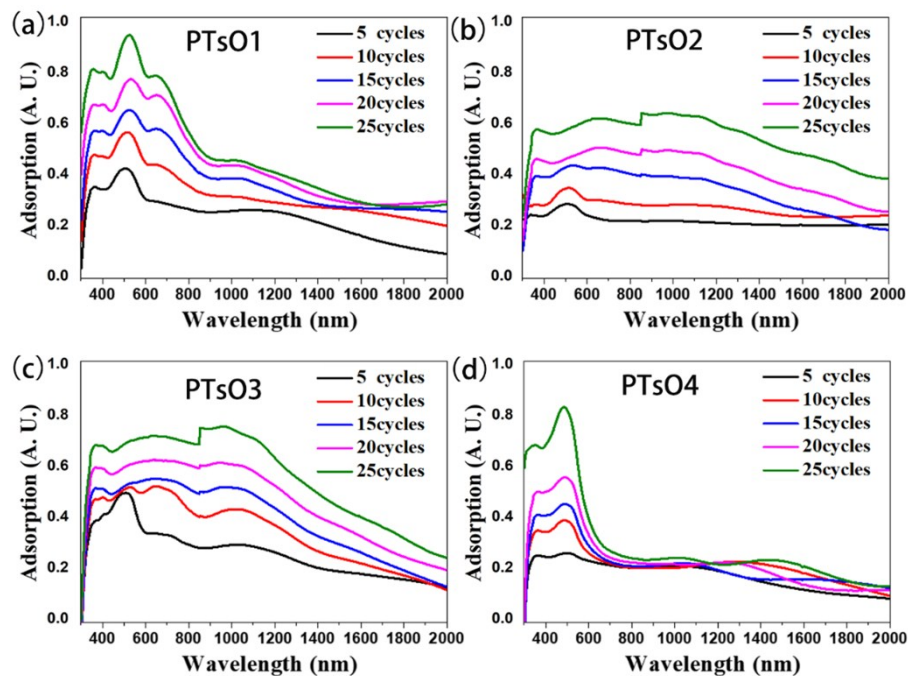 (a)
PTsO1
5 cycles
10cycles
15cycles
20cycles
25cycles
1.0
0.8
0.6
0.4
0.2
0.0
Adsorption (A. U.)
400 600 800 1000 1200 1400 1600 1800 2000
Wavelength (nm)
(b)
PTsO2
5 cycles
10cycles
15cycles
20cycles
25cycles
1.0
0.8
0.6
0.4
0.2
0.0
Adsorption (A. U.)
400 600 800 1000 1200 1400 1600 1800 2000
Wavelength (nm)
(c)
PTsO3
5 cycles
10cycles
15cycles
20cycles
25cycles
1.0
0.8
0.6
0.4
0.2
0.0
Adsorption (A. U.)
400 600 800 1000 1200 1400 1600 1800 2000
Wavelength (nm)
(d)
PTsO4
5 cycles
10cycles
15cycles
20cycles
25cycles
1.0
0.8
0.6
0.4
0.2
0.0
Adsorption (A. U.)
400 600 800 1000 1200 1400 1600 1800 2000
Wavelength (nm)